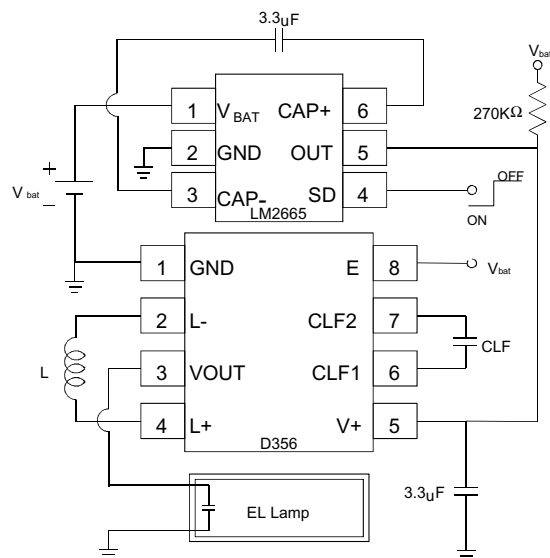 3.3uF
Vbat
270KΩ
1 VBAT CAP+ 6
2 GND OUT 5
3 CAP- SD 4
LM2665
OFF
ON
+
Vbat
−
1 GND E 8
Vbat
2 L- CLF2 7
CLF
L
3 VOUT CLF1 6
4 L+ V+ 5
D356
3.3uF
EL Lamp